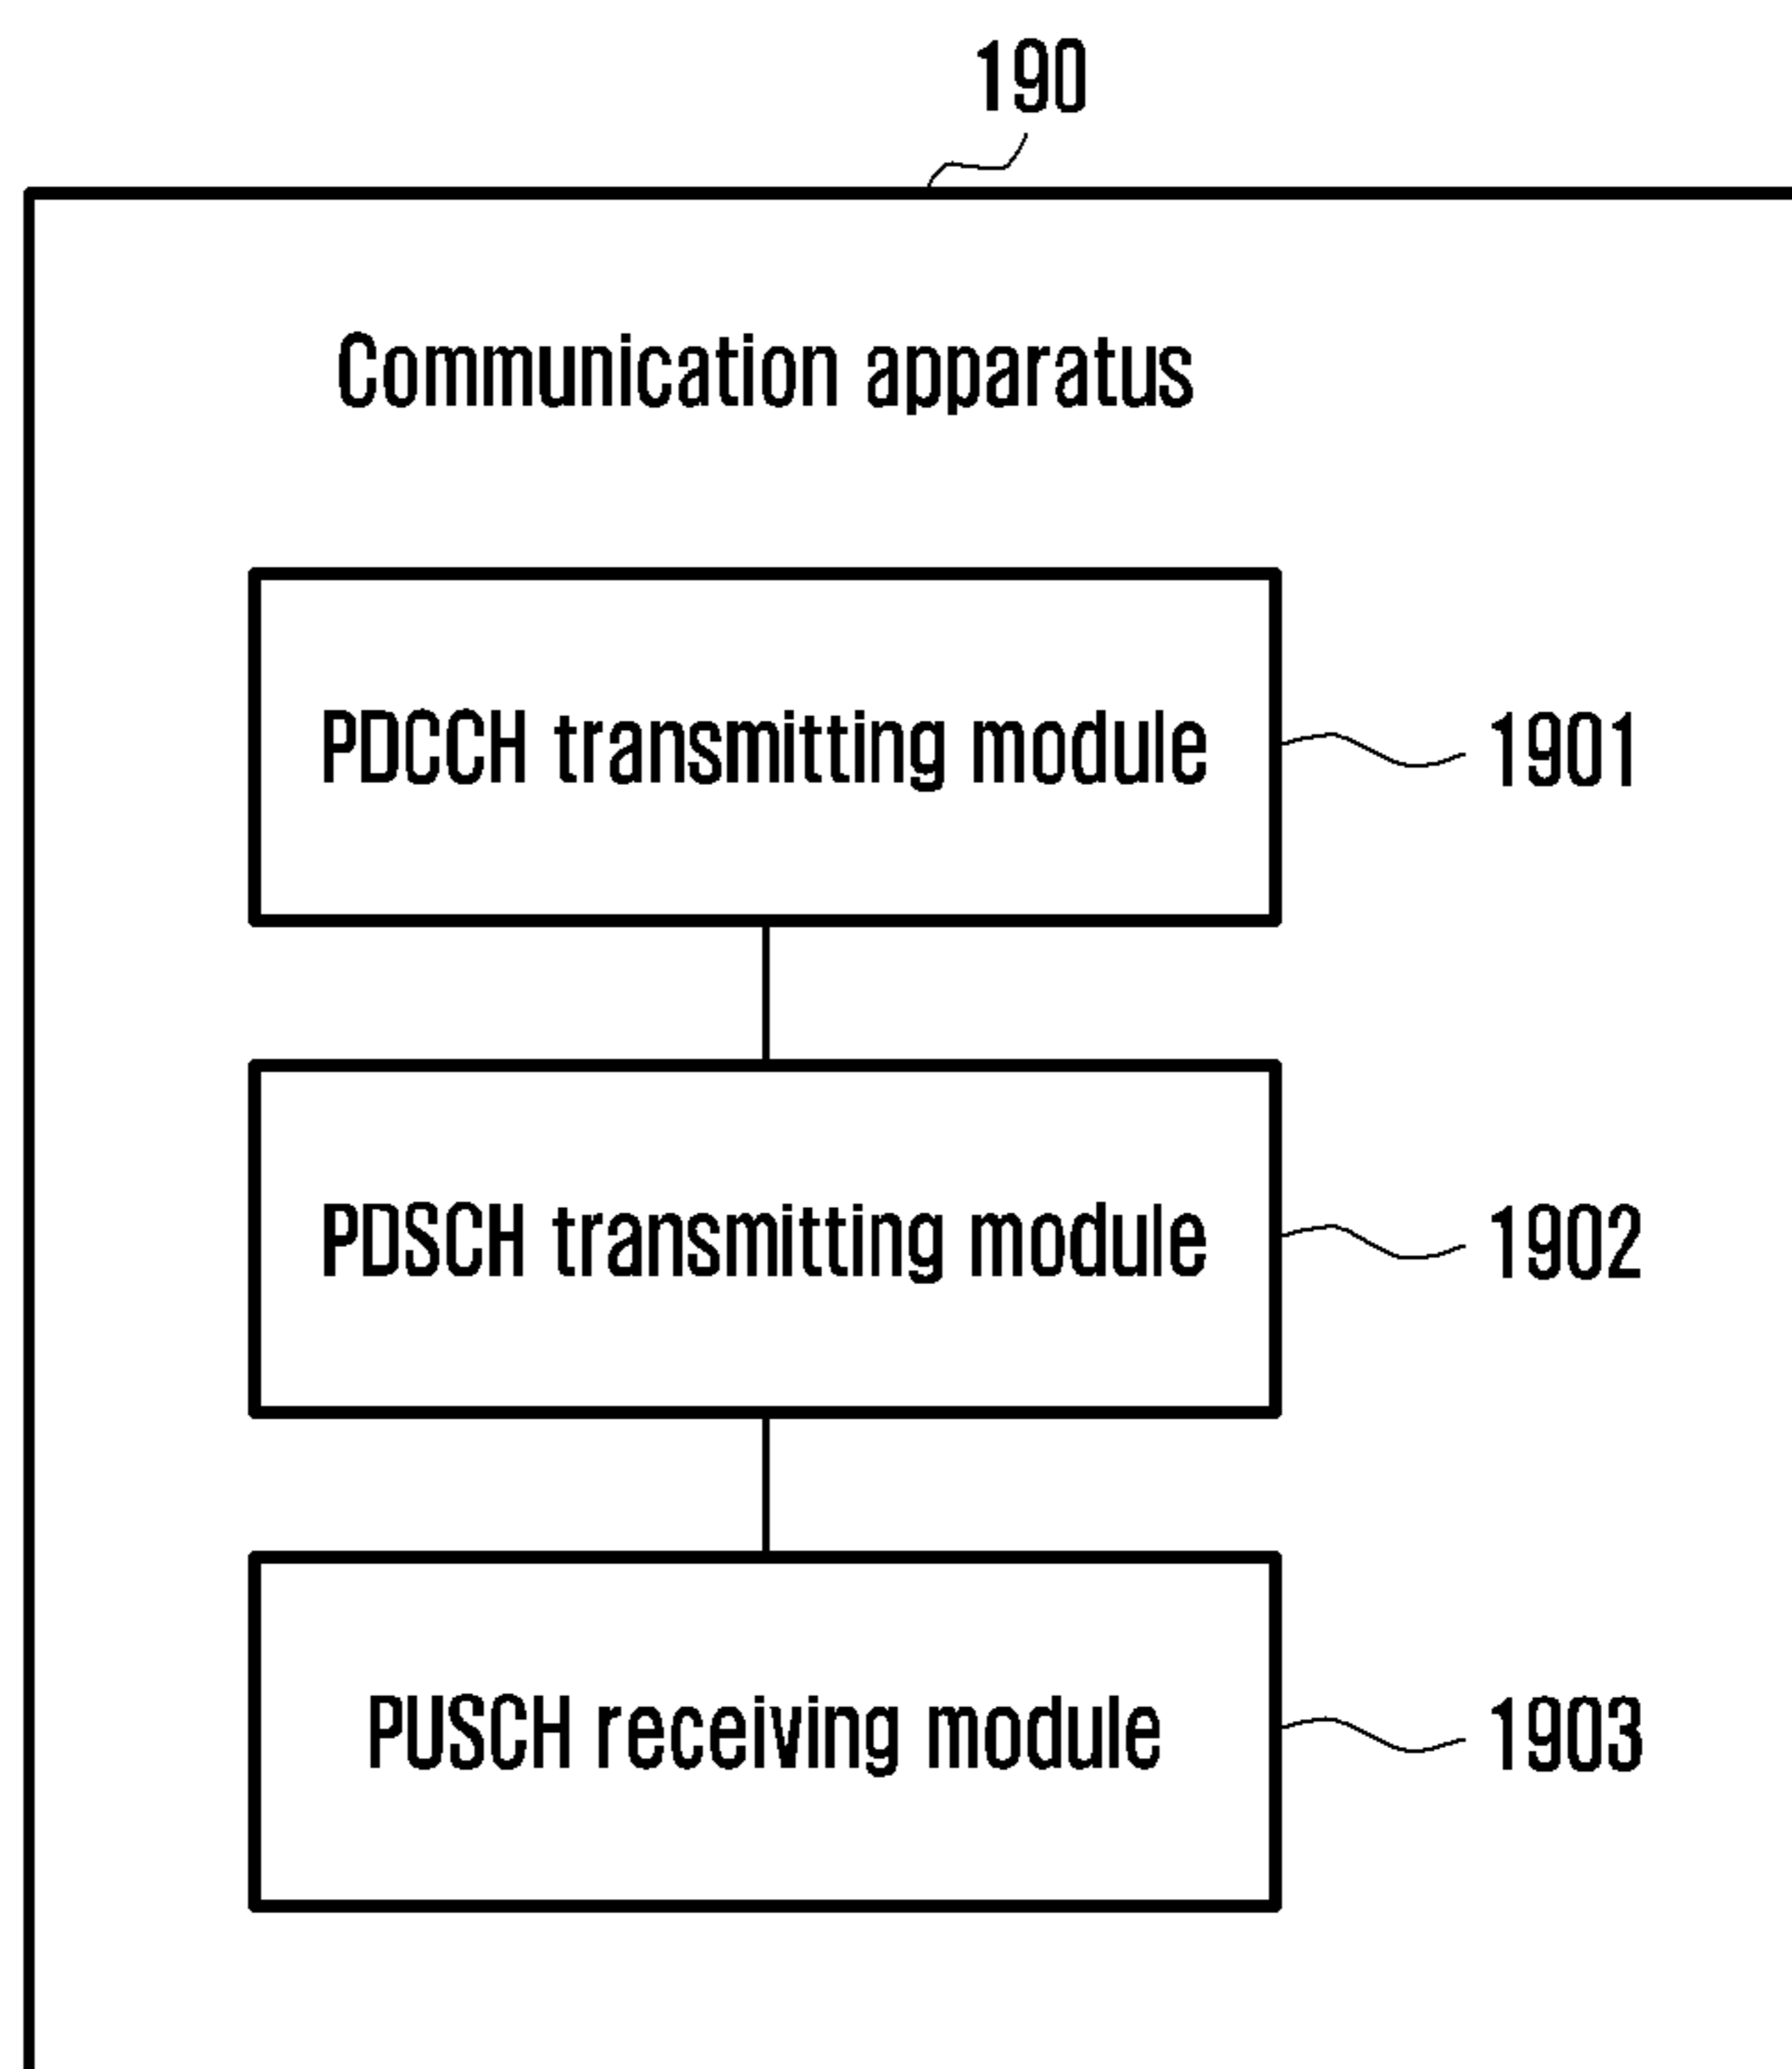 190
Communication apparatus
PDCCH transmitting module
1901
PDSCH transmitting module
1902
PUSCH receiving module
1903